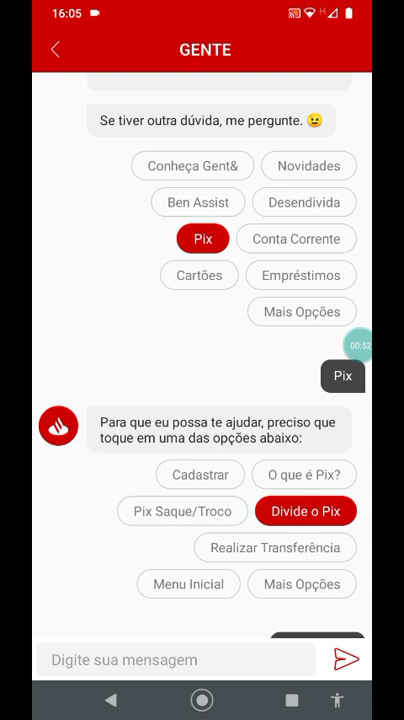 16:05
H
GENTE
Se tiver outra dúvida, me pergunte. 😉
Conheça Gent& Novidades
Ben Assist Desendivida
Pix Conta Corrente
Cartões Empréstimos
Mais Opções
00:52
Pix
Para que eu possa te ajudar, preciso que
toque em uma das opções abaixo:
Cadastrar O que é Pix?
Pix Saque/Troco Divide o Pix
Realizar Transferência
Menu Inicial Mais Opções
Digite sua mensagem